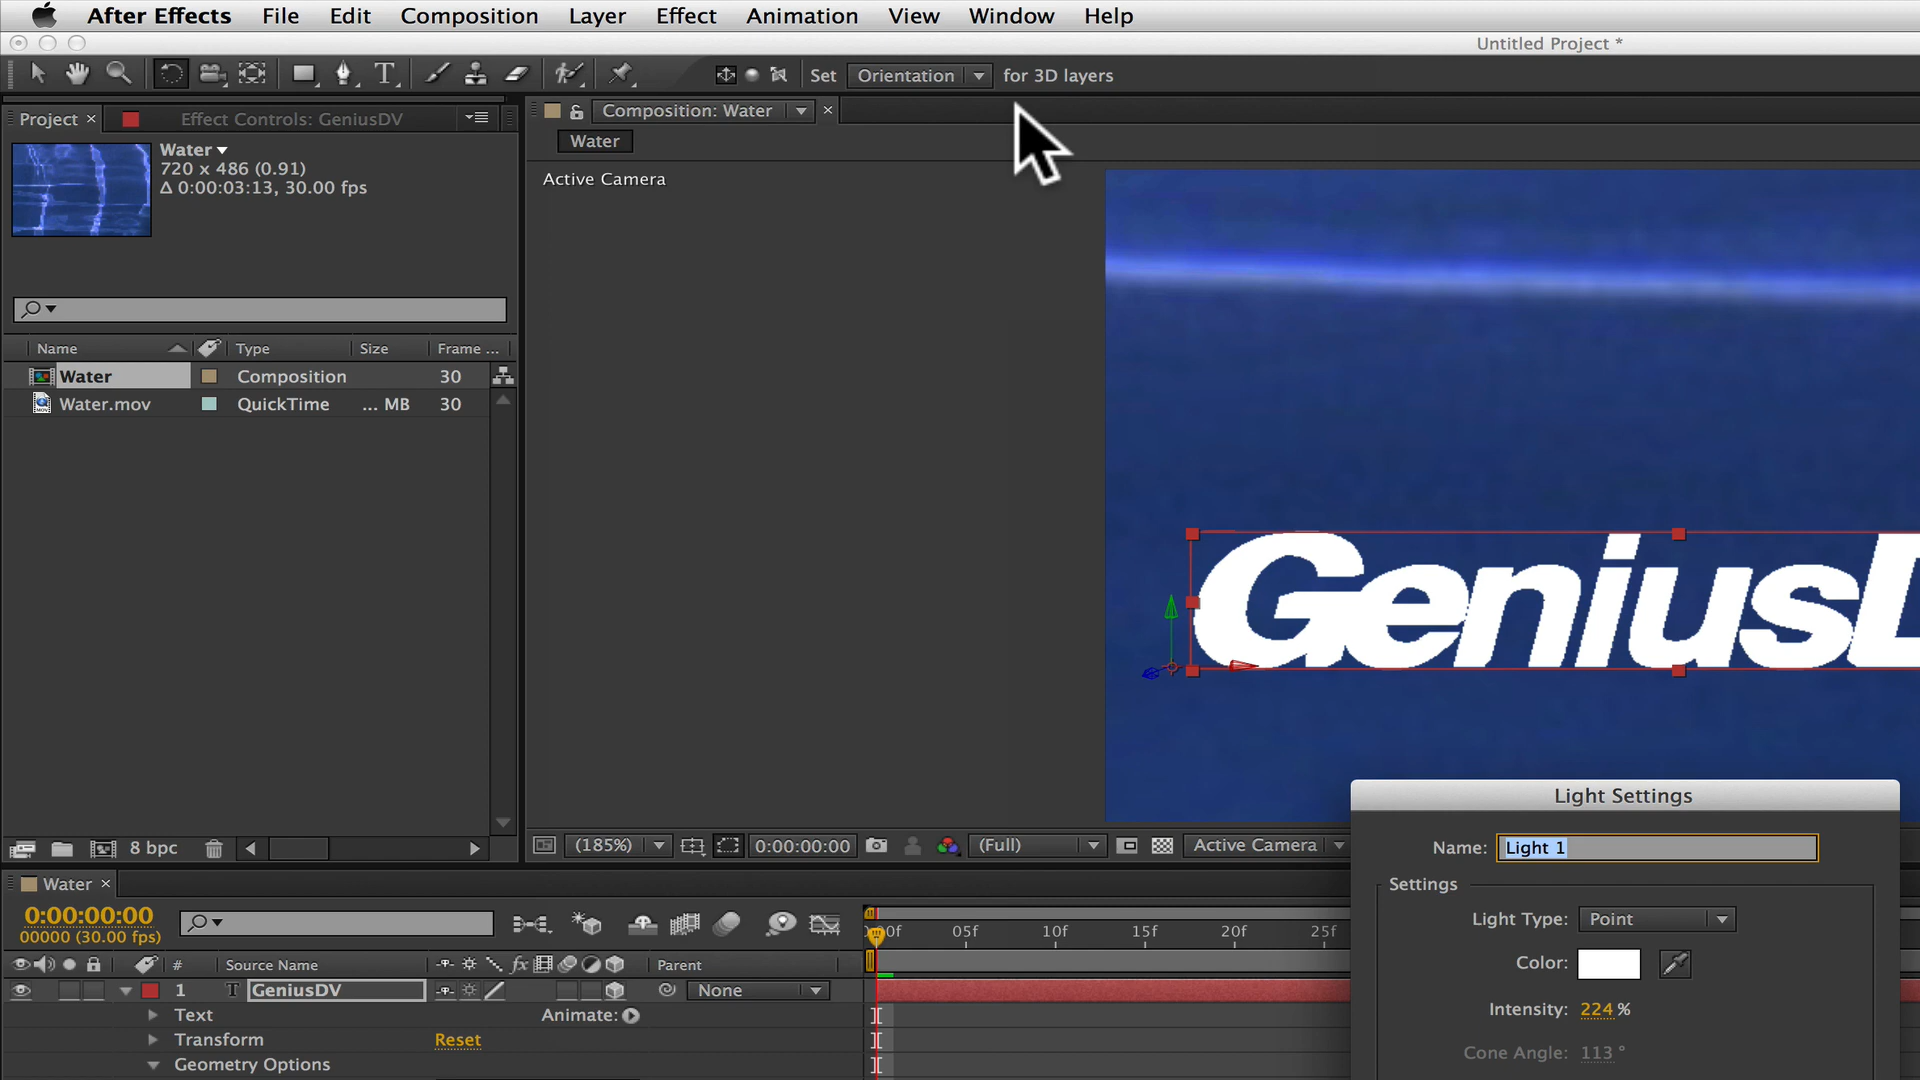 After Effects File Edit Composition Layer Effect Animation View Window Help
Untitled Project *
Set Orientation for 3D layers
Project × Effect Controls: GeniusDV
Composition: Water ×
Water
Water
720 x 486 (0.91)
Δ 0:00:03:13, 30.00 fps
Active Camera
Name Type Size Frame ...
Water Composition 30
Water.mov QuickTime ... MB 30
GeniusD
8 bpc
(185%) 0:00:00:00 (Full) Active Camera
Light Settings
Name: Light 1
Settings
Light Type: Point
Color:
Intensity: 224 %
Cone Angle: 113 °
Water ×
0:00:00:00
00000 (30.00 fps)
00f 05f 10f 15f 20f 25f
# Source Name fx Parent
1 T GeniusDV None
Text Animate:
Transform Reset
Geometry Options